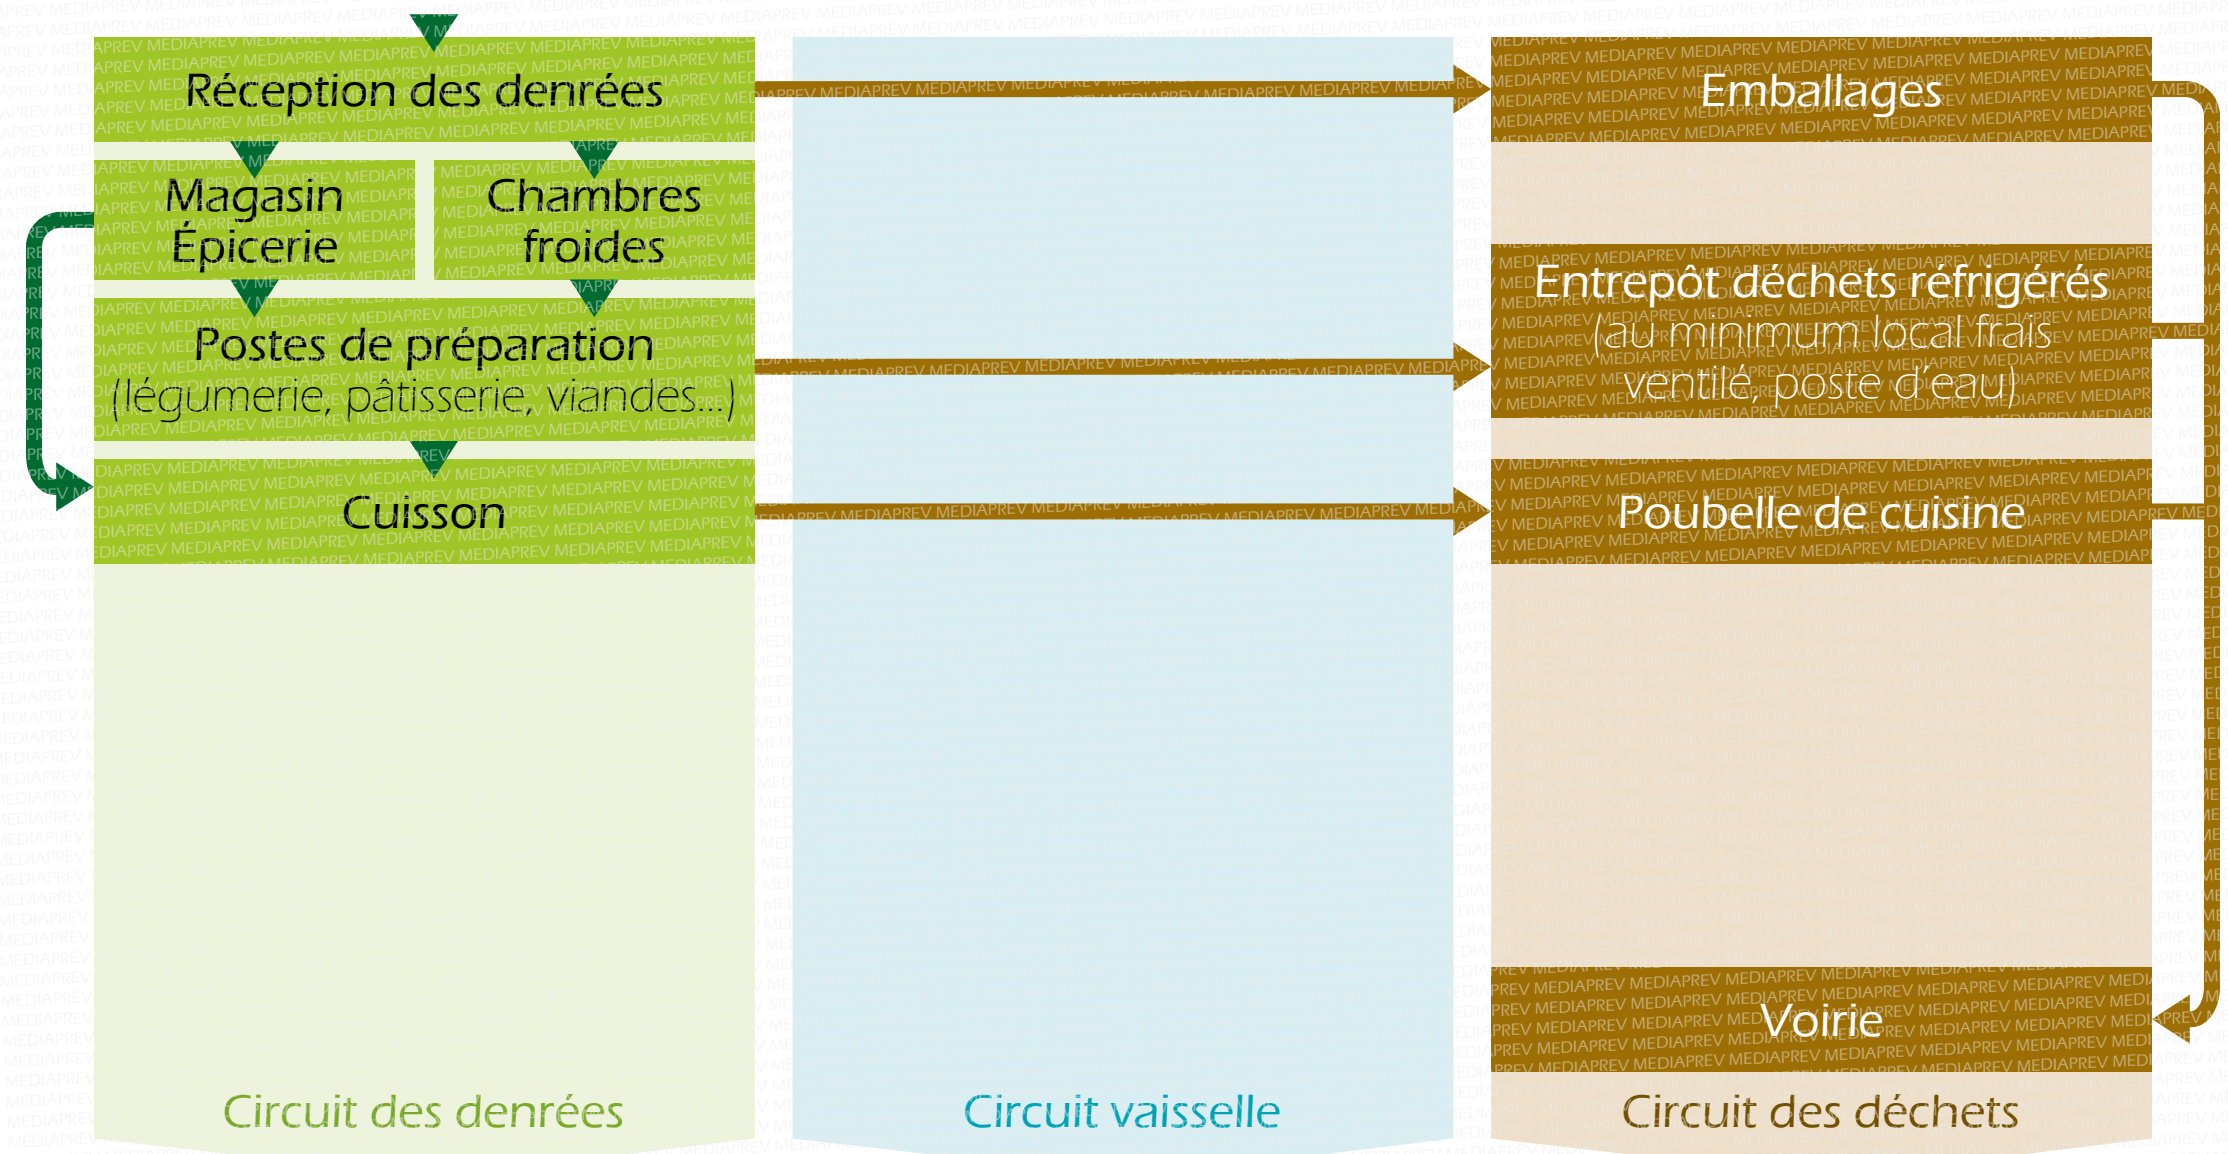 Réception des denrées
Magasin
Épicerie
Chambres
froides
Postes de préparation
(légumerie, pâtisserie, viandes...)
Cuisson
Circuit des denrées
Circuit vaisselle
Emballages
Entrepôt déchets réfrigérés
(au minimum local frais
ventilé, poste d’eau)
Poubelle de cuisine
Voirie
Circuit des déchets
MEDIAPREV